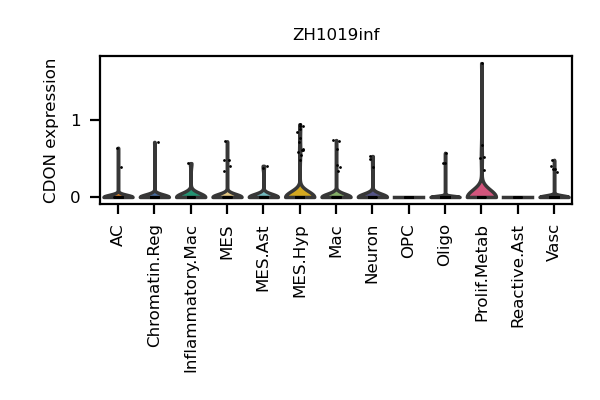 ZH1019inf
CDON expression
1
0
AC
Chromatin.Reg
Inflammatory.Mac
MES
MES.Ast
MES.Hyp
Mac
Neuron
OPC
Oligo
Prolif.Metab
Reactive.Ast
Vasc